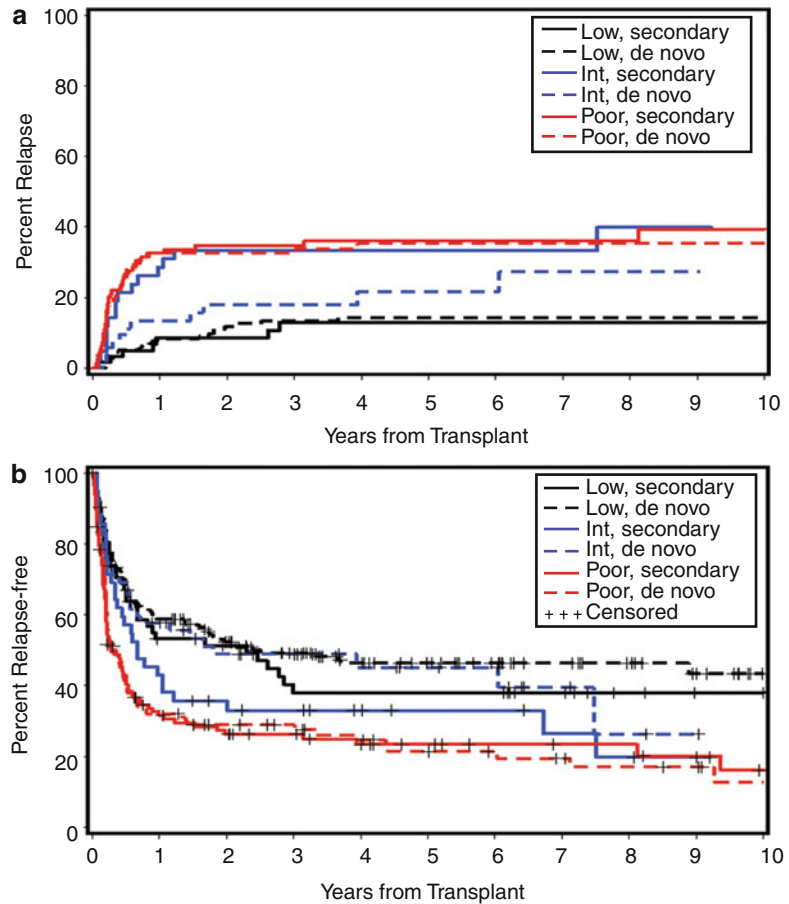 a
100
80
60
40
20
0
Percent Relapse
Low, secondary
Low, de novo
Int, secondary
Int, de novo
Poor, secondary
Poor, de novo
0 1 2 3 4 5 6 7 8 9 10
Years from Transplant
b
100
80
60
40
20
0
Percent Relapse-free
Low, secondary
Low, de novo
Int, secondary
Int, de novo
Poor, secondary
Poor, de novo
+++Censored
0 1 2 3 4 5 6 7 8 9 10
Years from Transplant